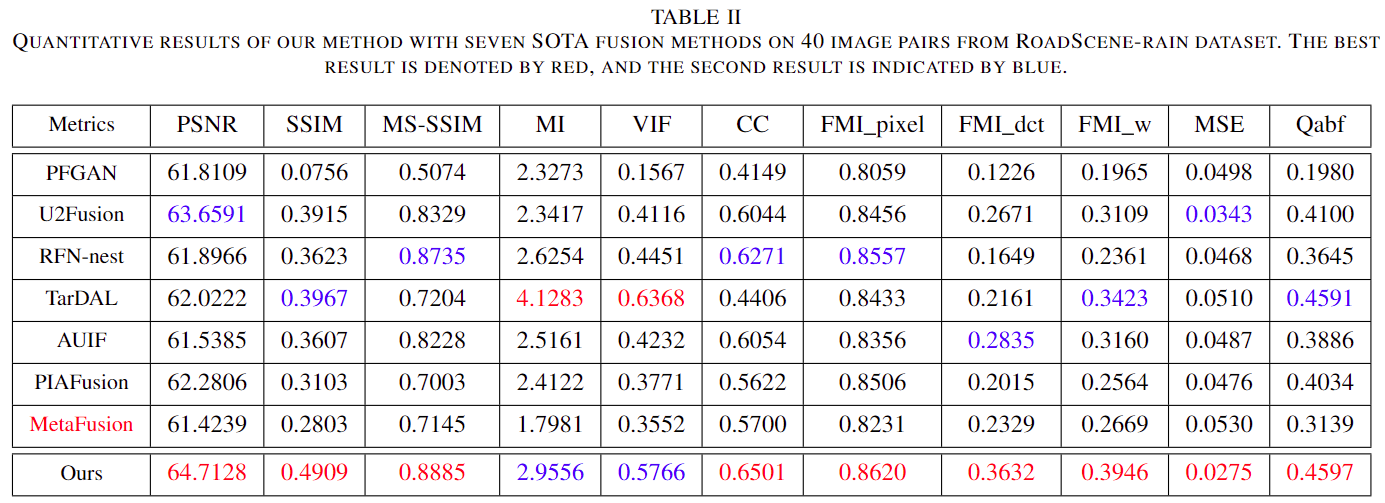 TABLE II
QUANTITATIVE RESULTS OF OUR METHOD WITH SEVEN SOTA FUSION METHODS ON 40 IMAGE PAIRS FROM ROADSCENE-RAIN DATASET. THE BEST
RESULT IS DENOTED BY RED, AND THE SECOND RESULT IS INDICATED BY BLUE.
Metrics PSNR SSIM MS-SSIM MI VIF CC FMI_pixel FMI_dct FMI_w MSE Qabf
PFGAN 61.8109 0.0756 0.5074 2.3273 0.1567 0.4149 0.8059 0.1226 0.1965 0.0498 0.1980
U2Fusion 63.6591 0.3915 0.8329 2.3417 0.4116 0.6044 0.8456 0.2671 0.3109 0.0343 0.4100
RFN-nest 61.8966 0.3623 0.8735 2.6254 0.4451 0.6271 0.8557 0.1649 0.2361 0.0468 0.3645
TarDAL 62.0222 0.3967 0.7204 4.1283 0.6368 0.4406 0.8433 0.2161 0.3423 0.0510 0.4591
AUIF 61.5385 0.3607 0.8228 2.5161 0.4232 0.6054 0.8356 0.2835 0.3160 0.0487 0.3886
PIAFusion 62.2806 0.3103 0.7003 2.4122 0.3771 0.5622 0.8506 0.2015 0.2564 0.0476 0.4034
MetaFusion 61.4239 0.2803 0.7145 1.7981 0.3552 0.5700 0.8231 0.2329 0.2669 0.0530 0.3139
Ours 64.7128 0.4909 0.8885 2.9556 0.5766 0.6501 0.8620 0.3632 0.3946 0.0275 0.4597